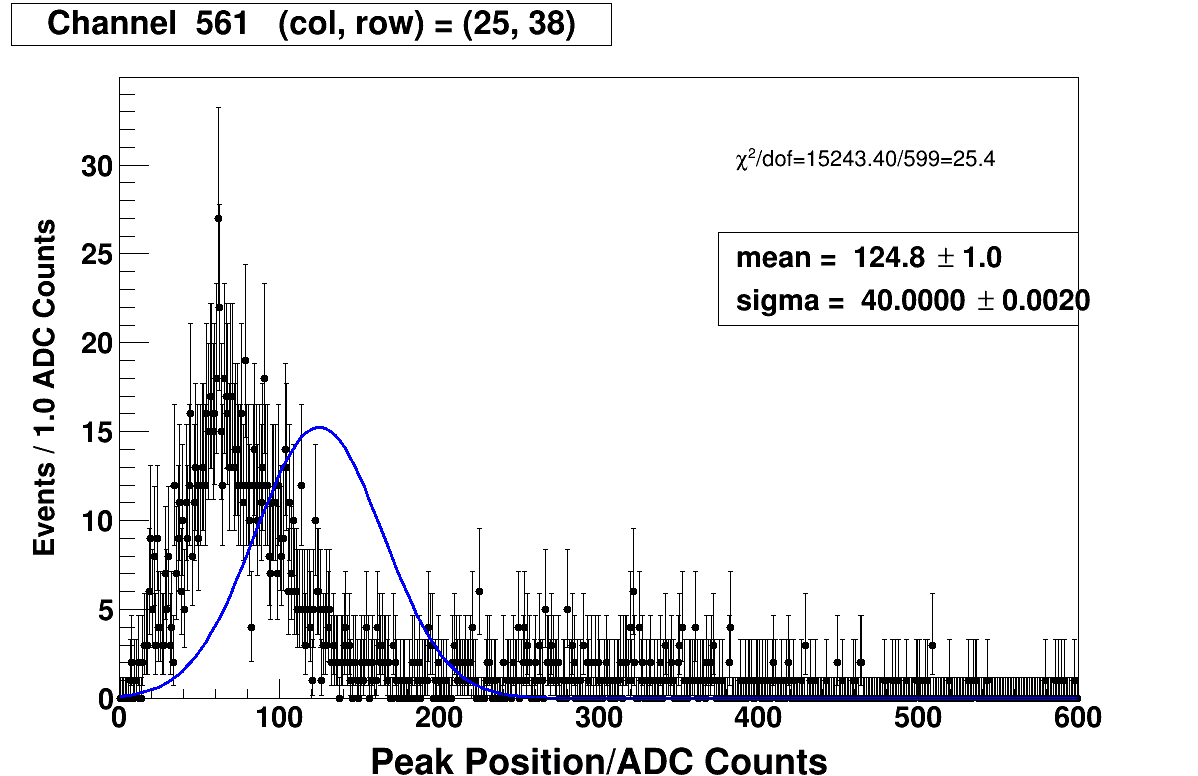 Channel 561 (col, row) = (25, 38)
χ²/dof=15243.40/599=25.4
mean = 124.8 ± 1.0
sigma = 40.0000 ± 0.0020
Events / 1.0 ADC Counts
30
25
20
15
10
5
0
0 100 200 300 400 500 600
Peak Position/ADC Counts